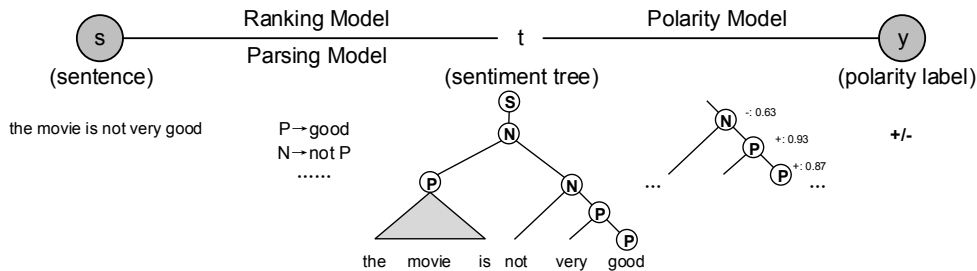 s Ranking Model t Polarity Model y
Parsing Model
(sentence) (sentiment tree) (polarity label)
the movie is not very good
P→good
N→not P
……
S
N
P
N
P
P
the movie is not very good
N -: 0.63
P +: 0.93
P +: 0.87
... ...
+/-